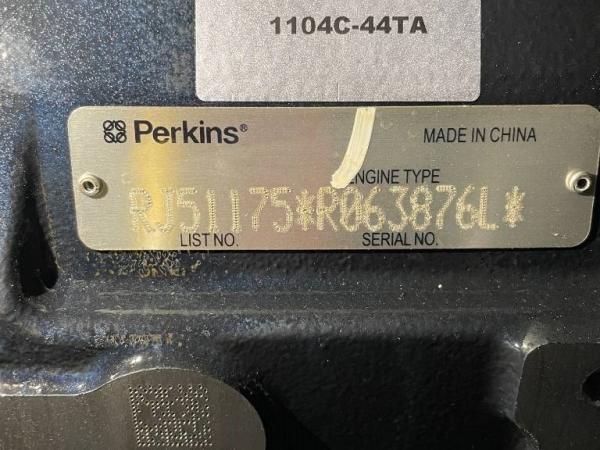 1104C-44TA
Perkins® MADE IN CHINA
ENGINE TYPE
RJ51175*R063876L*
LIST NO. SERIAL NO.